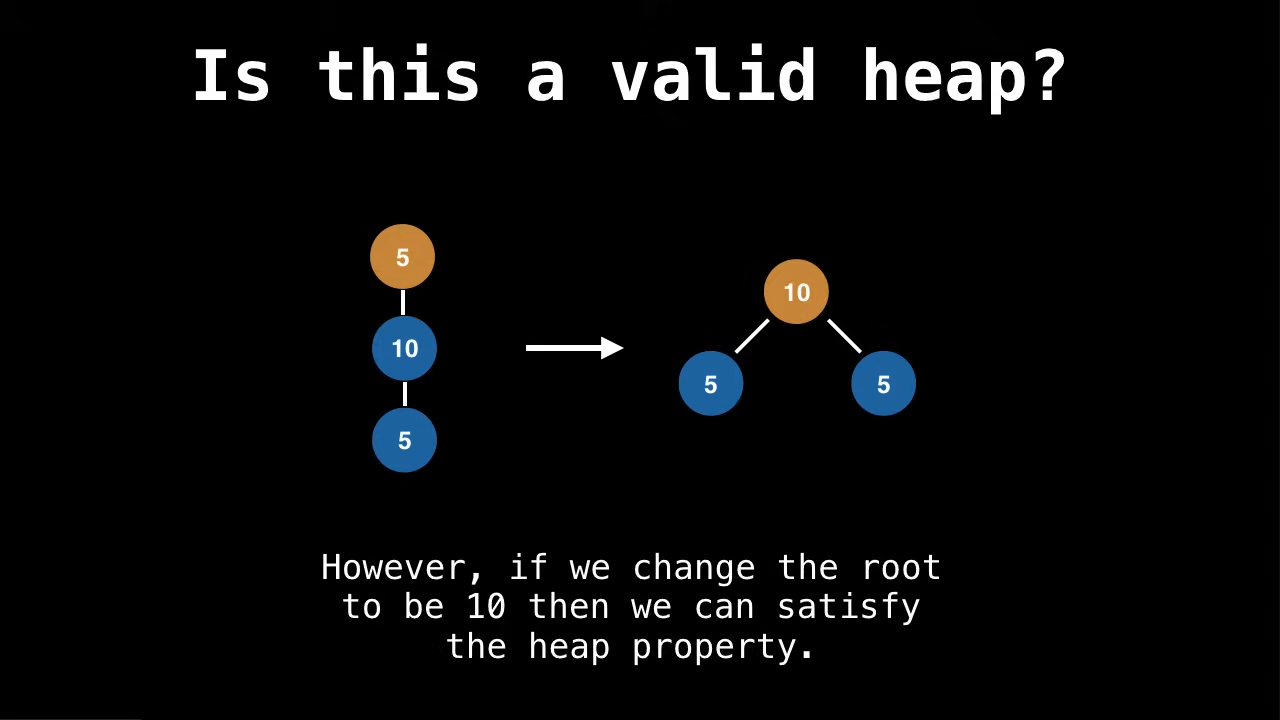 Is this a valid heap?
5
10
5
10
5
5
However, if we change the root
to be 10 then we can satisfy
the heap property.